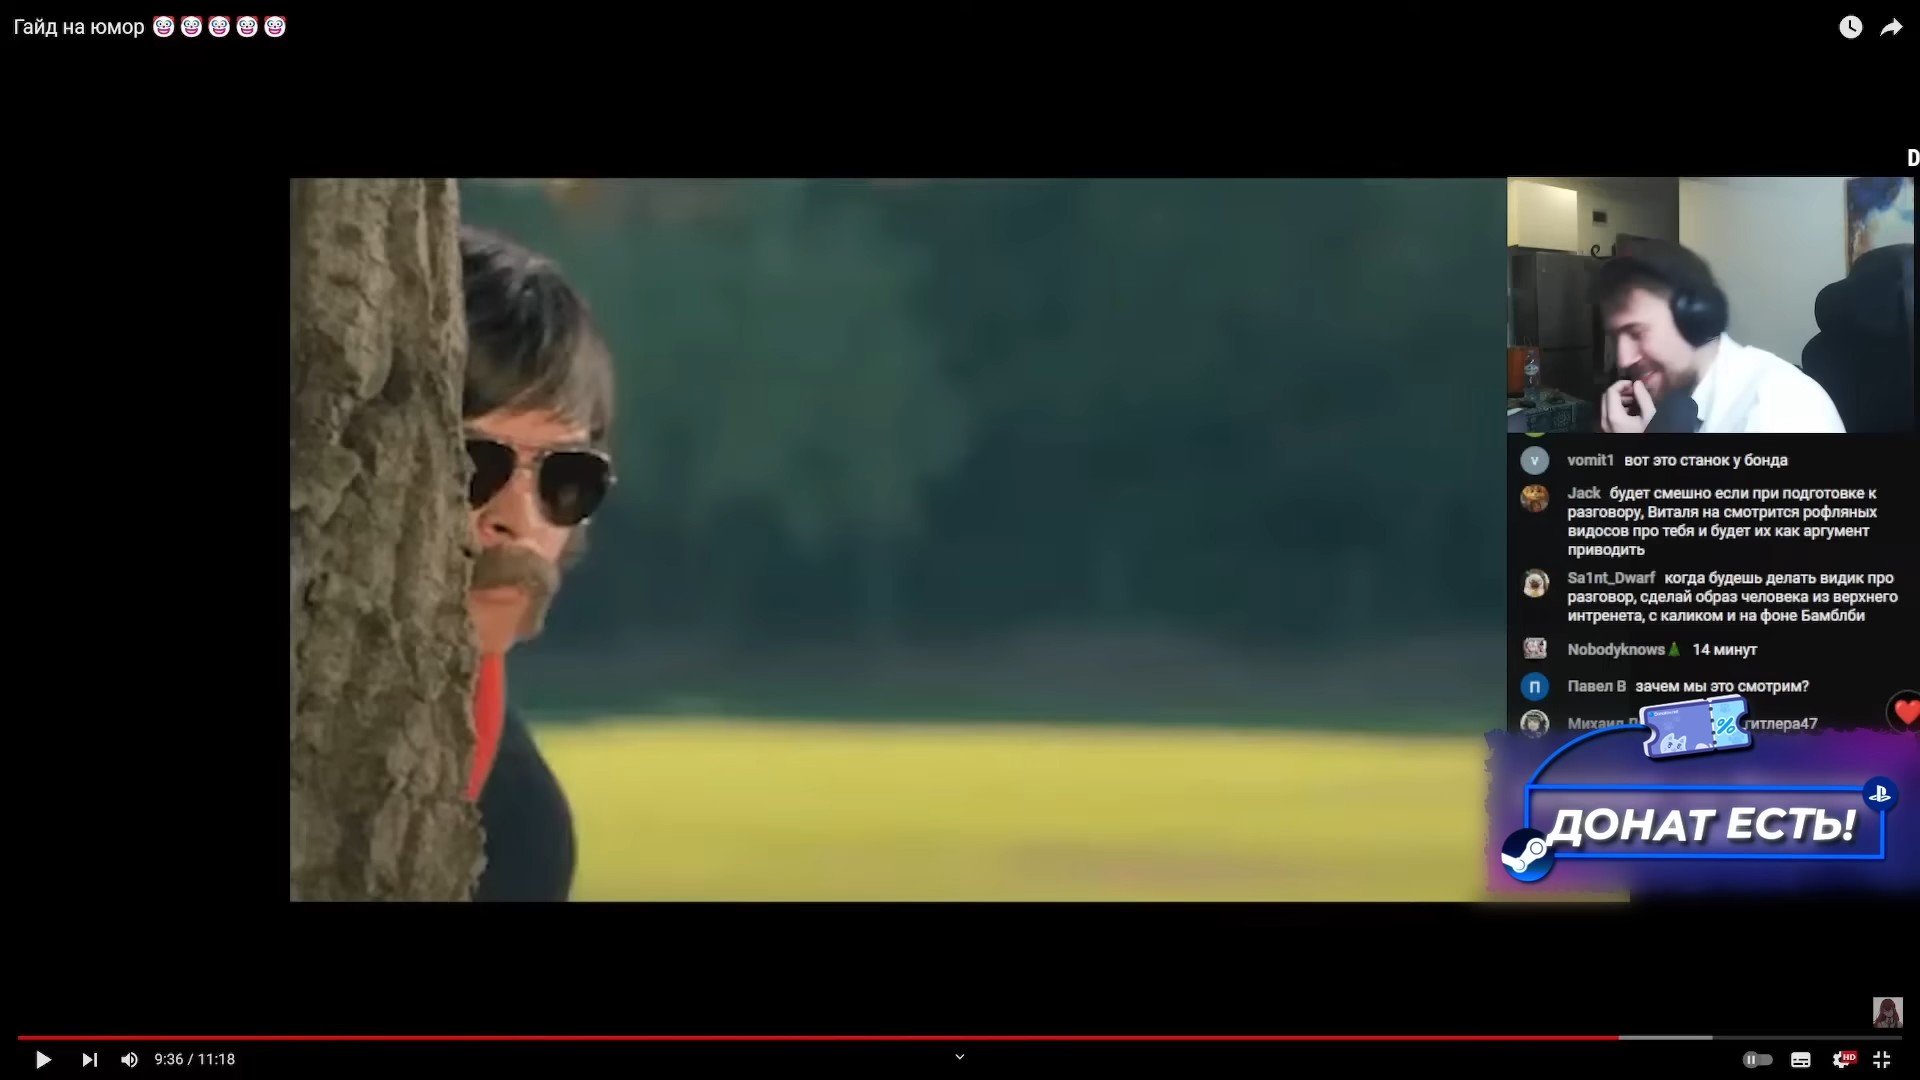 Гайд на юмор 🤡🤡🤡🤡🤡
D
v
vomit1 вот это станок у бонда
Jack будет смешно если при подготовке к
разговору, Виталя на смотрится рофляных
видосов про тебя и будет их как аргумент
приводить
Sa1nt_Dwarf когда будешь делать видик про
разговор, сделай образ человека из верхнего
интренета, с каликом и на фоне Бамблби
Nobodyknows🌲 14 минут
П
Павел В зачем мы это смотрим?
Михаил гитлера47
%
ДОНАТ ЕСТЬ!
9:36 / 11:18
HD